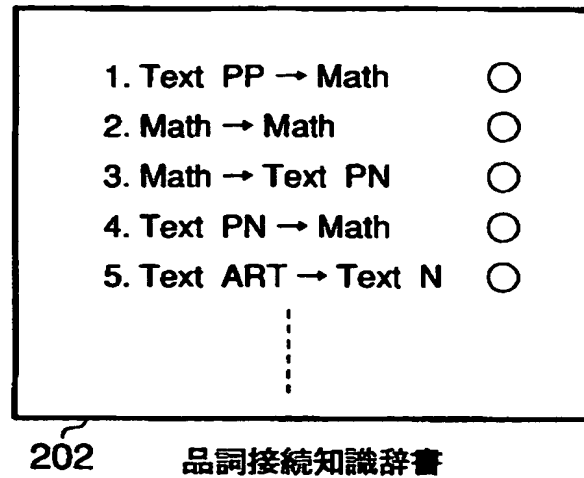 1. Text PP → Math ○
2. Math → Math ○
3. Math → Text PN ○
4. Text PN → Math ○
5. Text ART → Text N ○
202 品詞接続知識辞書